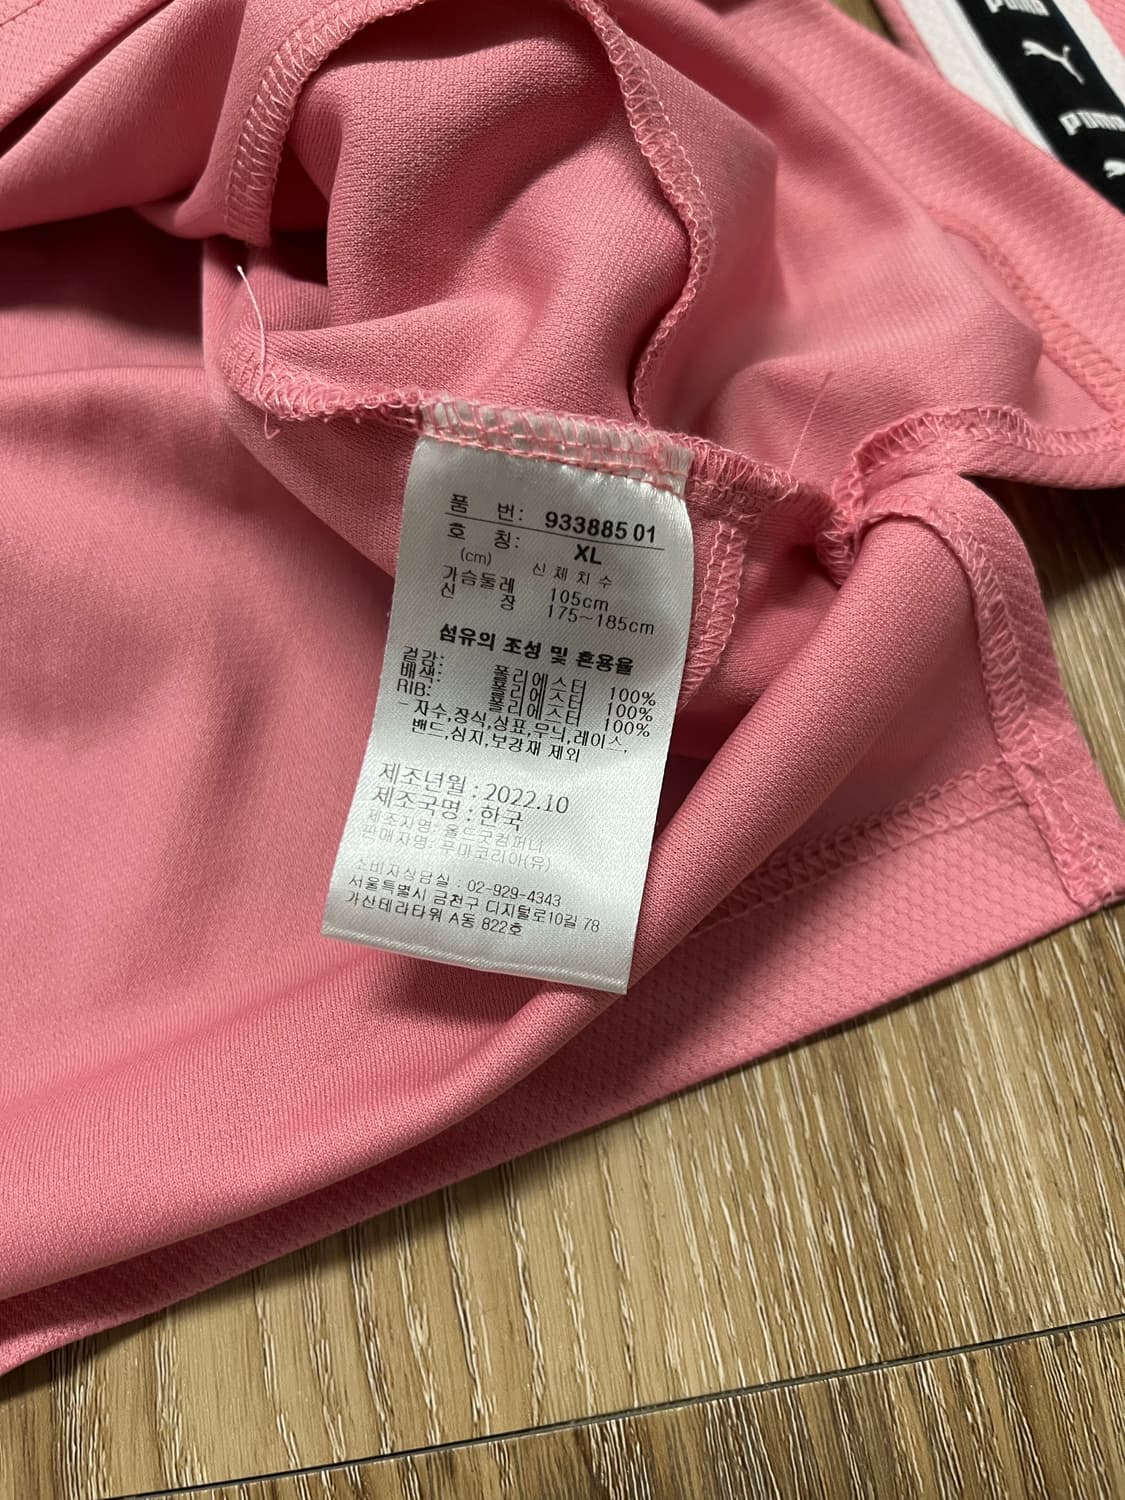 PUMA
PUMA
품 번: 933885 01
호 칭: XL
(cm) 신 체 치 수
가슴둘레 105cm
신 장 175~185cm
섬유의 조성 및 혼용율
겉감: 폴리에스터 100%
배색: 폴리에스터 100%
RIB: 폴리에스터 100%
- 자수,장식,상표,무늬,레이스,
밴드,심지,보강재 제외
제조년월 : 2022.10
제조국명 : 한국
제조자명: 올드굿컴퍼니
판매자명: 푸마코리아(유)
소비자상담실 : 02-929-4343
서울특별시 금천구 디지털로10길 78
가산테라타워 A동 822호